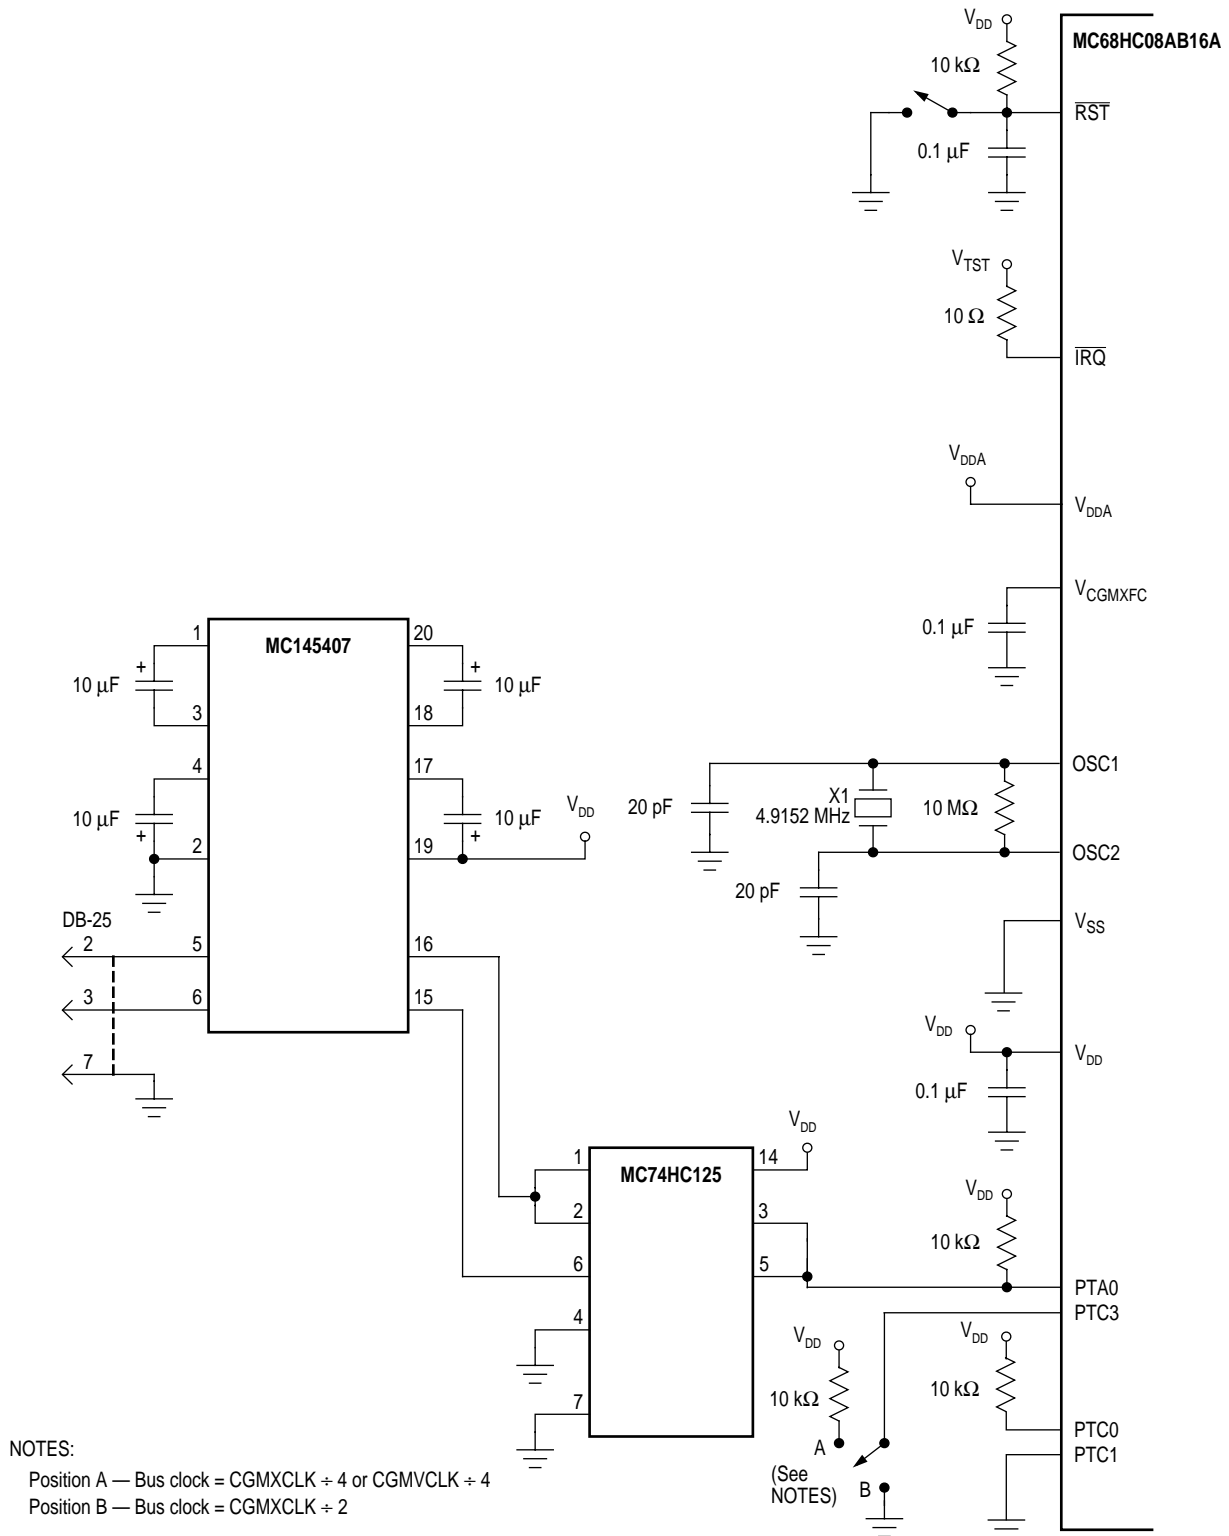 V_DD
MC68HC08AB16A
10 kΩ
RST
0.1 µF
V_TST
10 Ω
IRQ
V_DDA
V_DDA
V_CGMXFC
0.1 µF
MC145407
1
20
+
+
10 µF
10 µF
3
18
4
17
10 µF
10 µF
V_DD
+
+
2
19
OSC1
20 pF
X1
4.9152 MHz
10 MΩ
OSC2
20 pF
V_SS
DB-25
2
5
16
3
6
15
7
V_DD
V_DD
0.1 µF
V_DD
MC74HC125
1
14
2
3
6
5
4
7
V_DD
10 kΩ
PTA0
PTC3
V_DD
V_DD
10 kΩ
10 kΩ
PTC0
PTC1
A
(See
NOTES)
B
NOTES:
Position A — Bus clock = CGMXCLK ÷ 4 or CGMVCLK ÷ 4
Position B — Bus clock = CGMXCLK ÷ 2